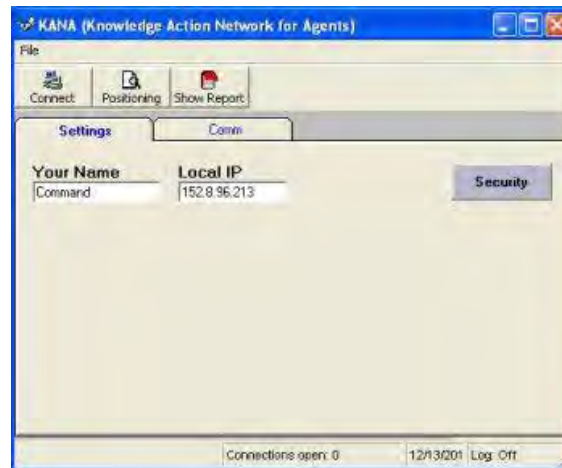 KANA (Knowledge Action Network for Agents)
File
Connect Positioning Show Report
Settings Comm
Your Name Local IP
Security
Command 152.8.96.213
Connections open: 0 12/13/201 Log: Off